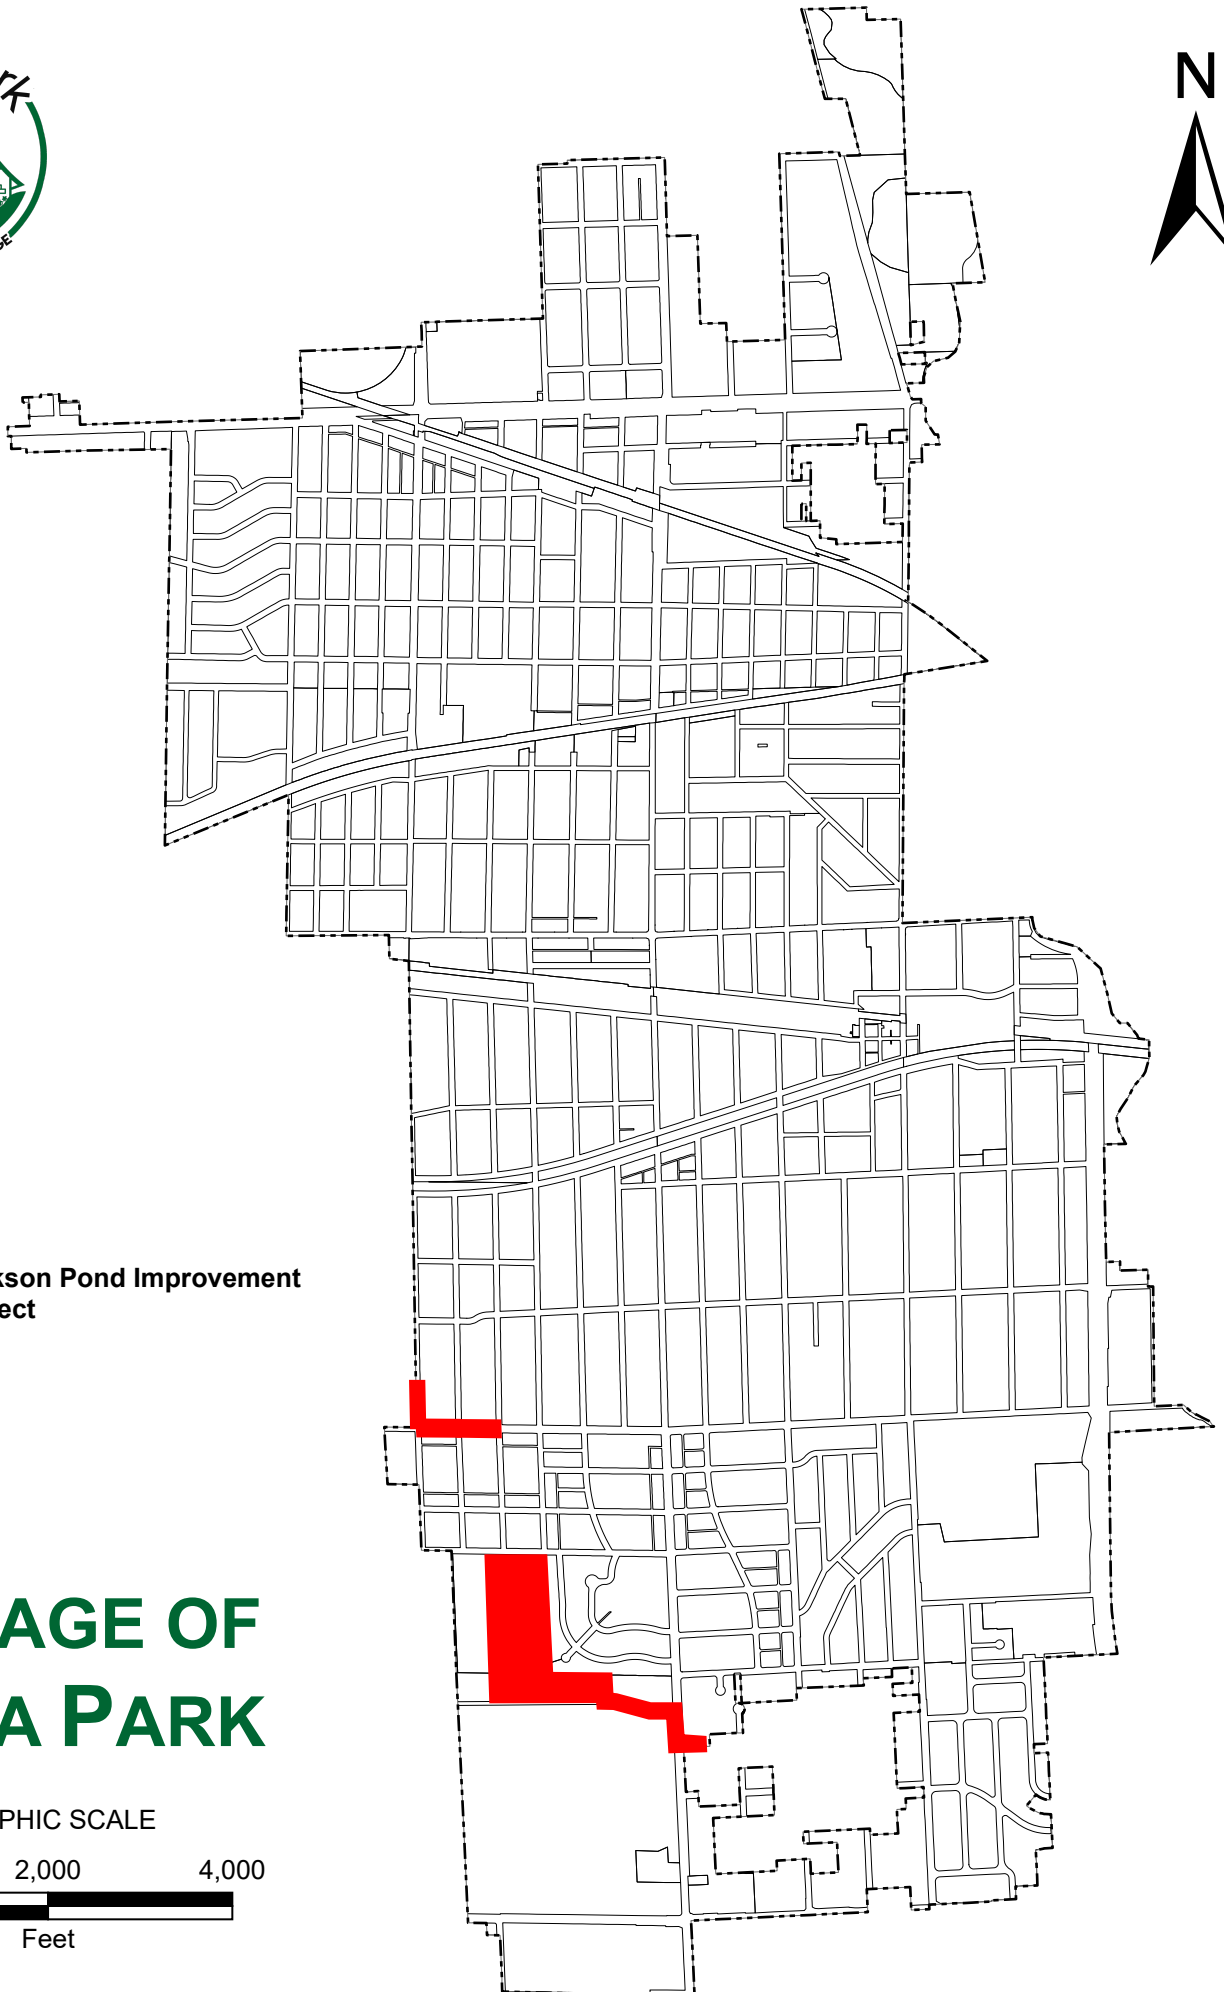 N
kson Pond Improvement
ect
AGE OF
A PARK
PHIC SCALE
2,000 4,000
Feet